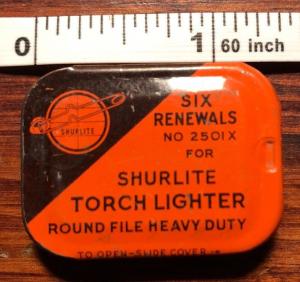 0 1 60 inch
SHURLITE
SIX
RENEWALS
NO 2501X
FOR
SHURLITE
TORCH LIGHTER
ROUND FILE HEAVY DUTY
TO OPEN-SLIDE COVER